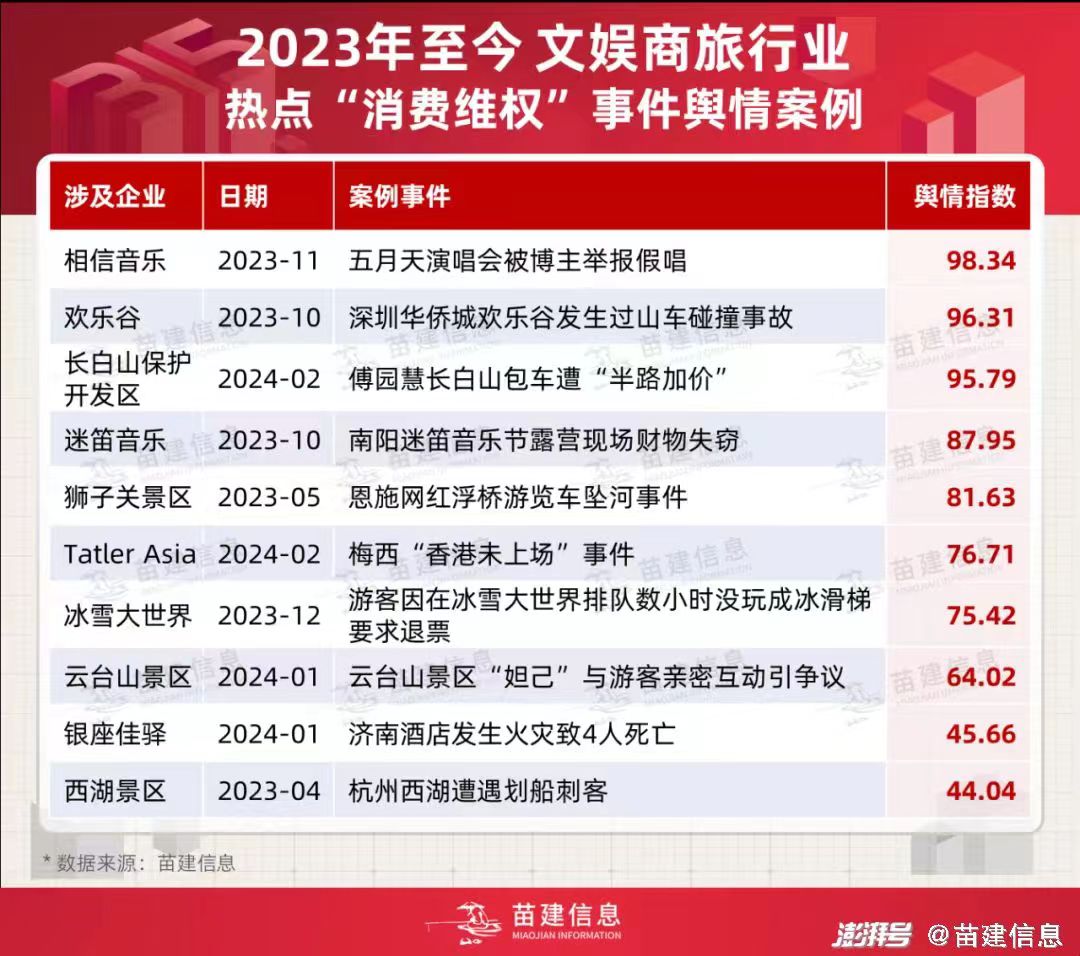 2023年至今 文娱商旅行业
热点“消费维权”事件舆情案例
涉及企业 日期 案例事件 舆情指数
相信音乐 2023-11 五月天演唱会被博主举报假唱 98.34
欢乐谷 2023-10 深圳华侨城欢乐谷发生过山车碰撞事故 96.31
长白山保护
开发区 2024-02 傅园慧长白山包车遭“半路加价” 95.79
迷笛音乐 2023-10 南阳迷笛音乐节露营现场财物失窃 87.95
狮子关景区 2023-05 恩施网红浮桥游览车坠河事件 81.63
Tatler Asia 2024-02 梅西“香港未上场”事件 76.71
冰雪大世界 2023-12 游客因在冰雪大世界排队数小时没玩成冰滑梯
要求退票 75.42
云台山景区 2024-01 云台山景区“妲己”与游客亲密互动引争议 64.02
银座佳驿 2024-01 济南酒店发生火灾致4人死亡 45.66
西湖景区 2023-04 杭州西湖遭遇划船刺客 44.04
* 数据来源：苗建信息
苗建信息
MIAOJIAN INFORMATION
澎湃号 @苗建信息